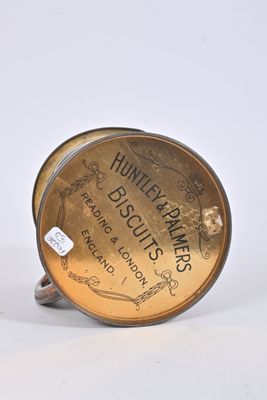 HUNTLEY & PALMERS
BISCUITS.
READING & LONDON.
ENGLAND.